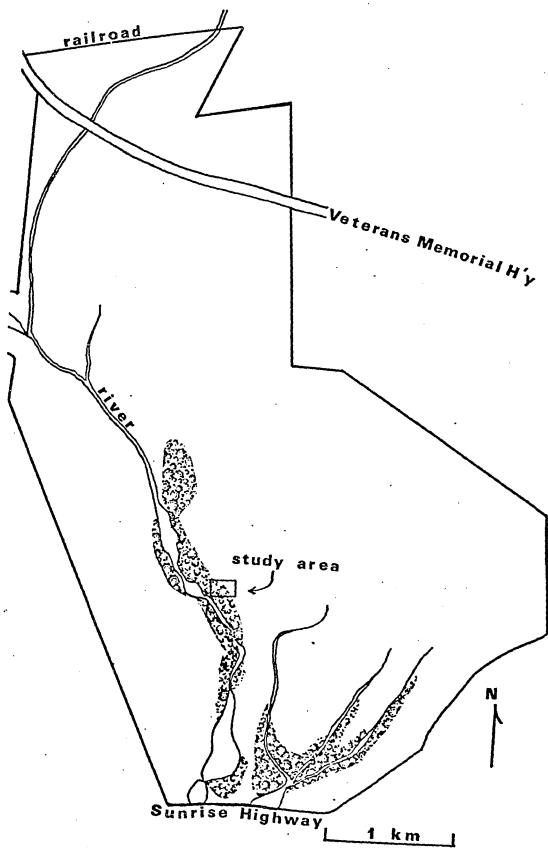 railroad
Veterans Memorial H'y
river
study area
N
Sunrise Highway
1 km